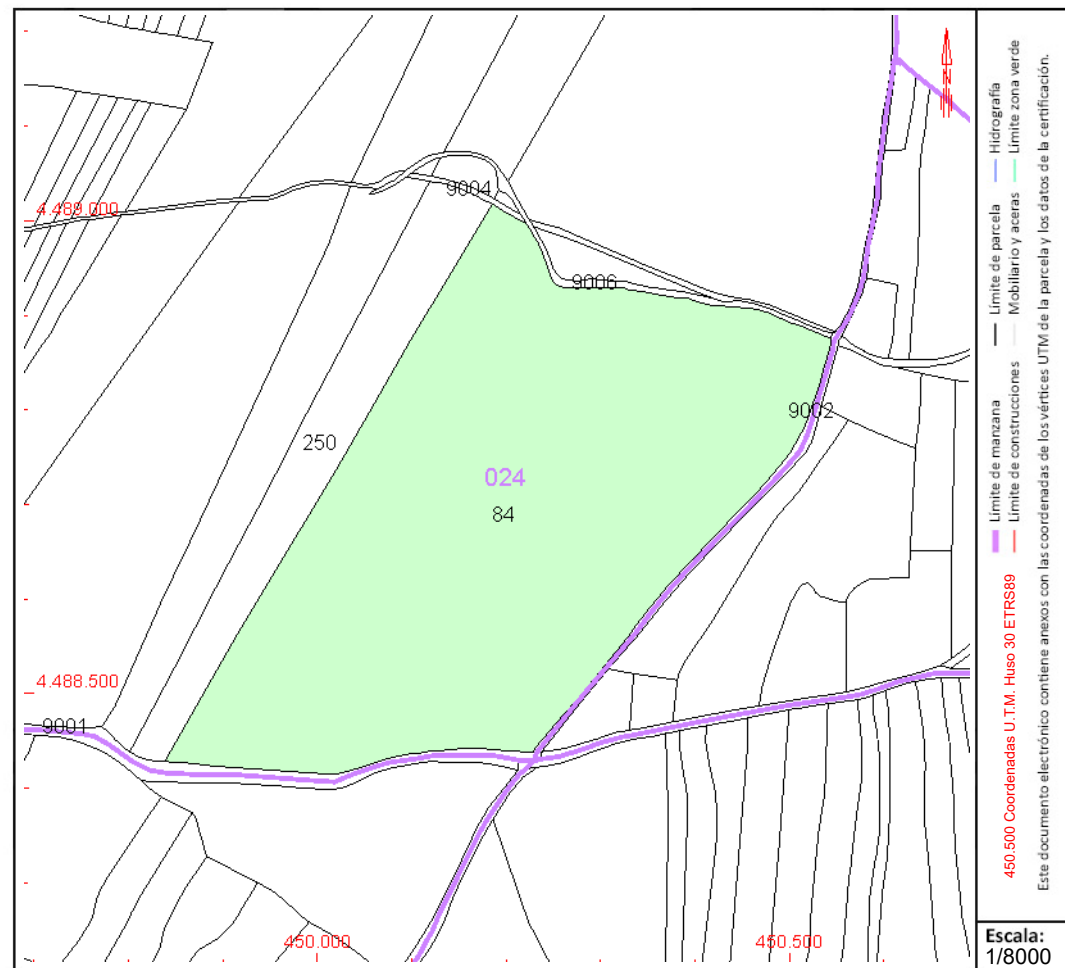 9004
4.489.000
9006
9002
250
024
84
4.488.500
9001
450.000
450.500
N
Hidrografía
Límite zona verde
Límite de parcela
Mobiliario y aceras
Límite de manzana
Límite de construcciones
450.500 Coordenadas U.T.M. Huso 30 ETRS89
Este documento electrónico contiene anexos con las coordenadas de los vértices UTM de la parcela y los datos de la certificación.
Escala:
1/8000